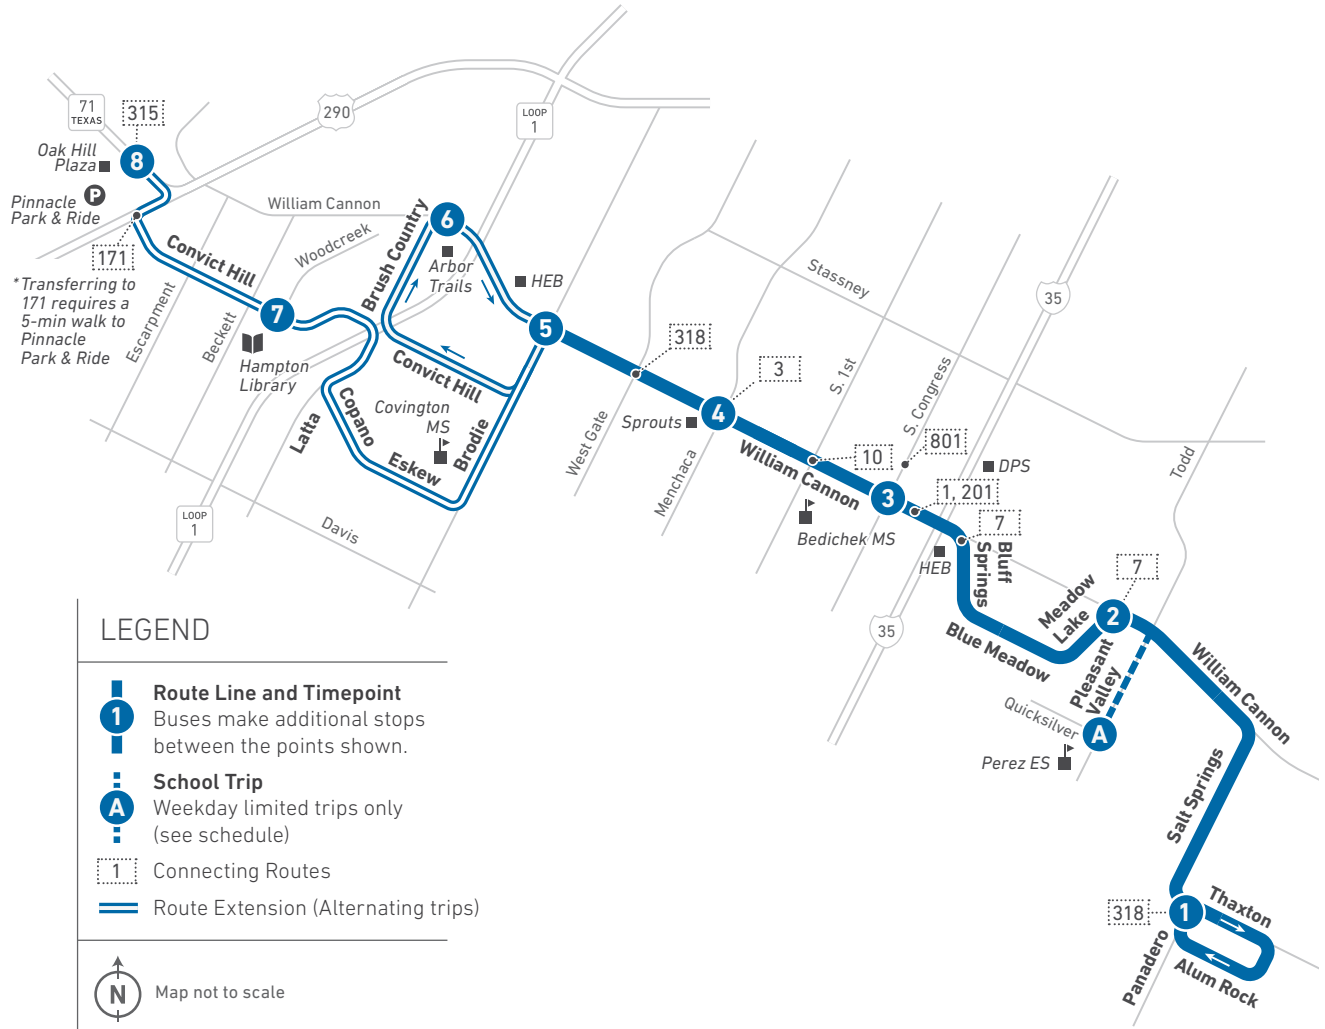 71
TEXAS
315
290
LOOP
1
Oak Hill
Plaza
8
P
Pinnacle
Park & Ride
171
*Transferring to
171 requires a
5-min walk to
Pinnacle
Park & Ride
Convict Hill
William Cannon
Woodcreek
Escarpment
Beckett
7
Hampton
Library
Brush Country
6
Arbor
Trails
HEB
5
Convict Hill
Latta
Copano
Covington
MS
Eskew
Brodie
LOOP
1
Davis
318
West Gate
Sprouts
4
3
Menchaca
William Cannon
Stassney
S. 1st
10
Bedichek MS
3
S. Congress
801
35
DPS
1, 201
7
HEB
Bluff
Springs
35
Blue Meadow
Meadow
Lake
2
7
Todd
Pleasant
Valley
Quicksilver
A
Perez ES
William Cannon
Salt Springs
318
1
Thaxton
Alum Rock
Panadero
LEGEND
1
Route Line and Timepoint
Buses make additional stops
between the points shown.
A
School Trip
Weekday limited trips only
(see schedule)
1
Connecting Routes
Route Extension (Alternating trips)
N
Map not to scale